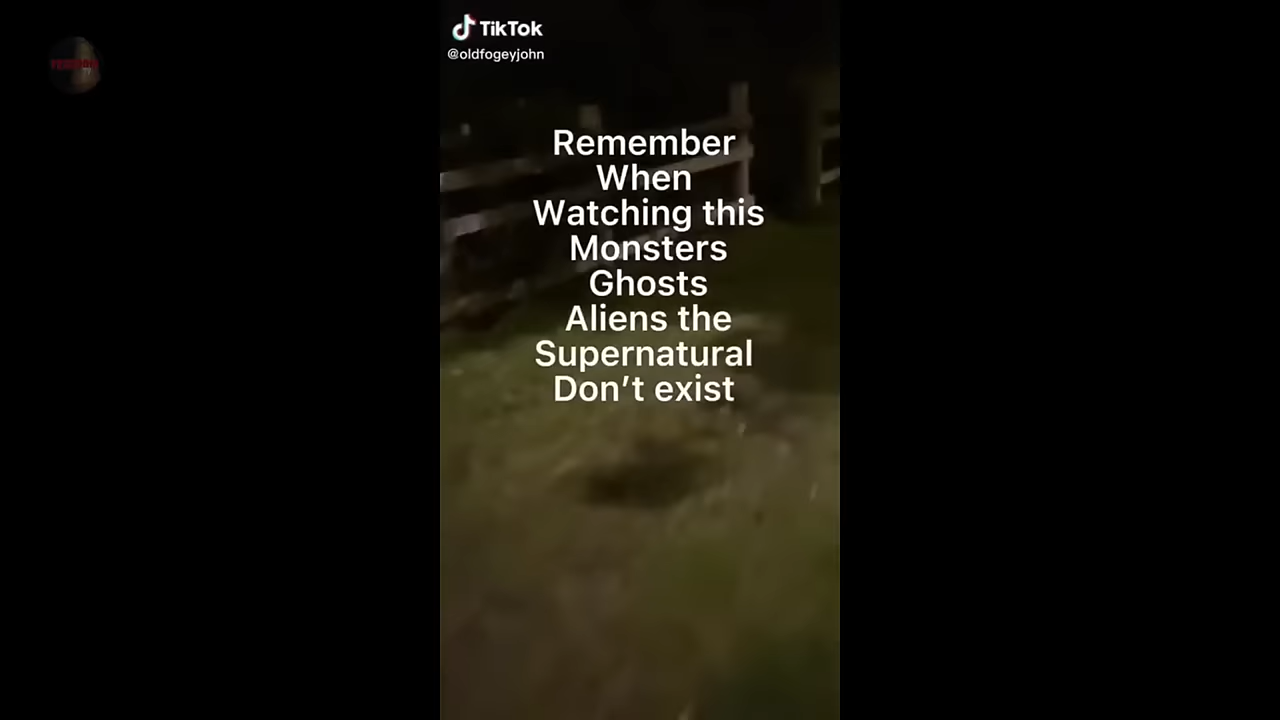 TikTok
@oldfogeyjohn
Remember
When
Watching this
Monsters
Ghosts
Aliens the
Supernatural
Don’t exist